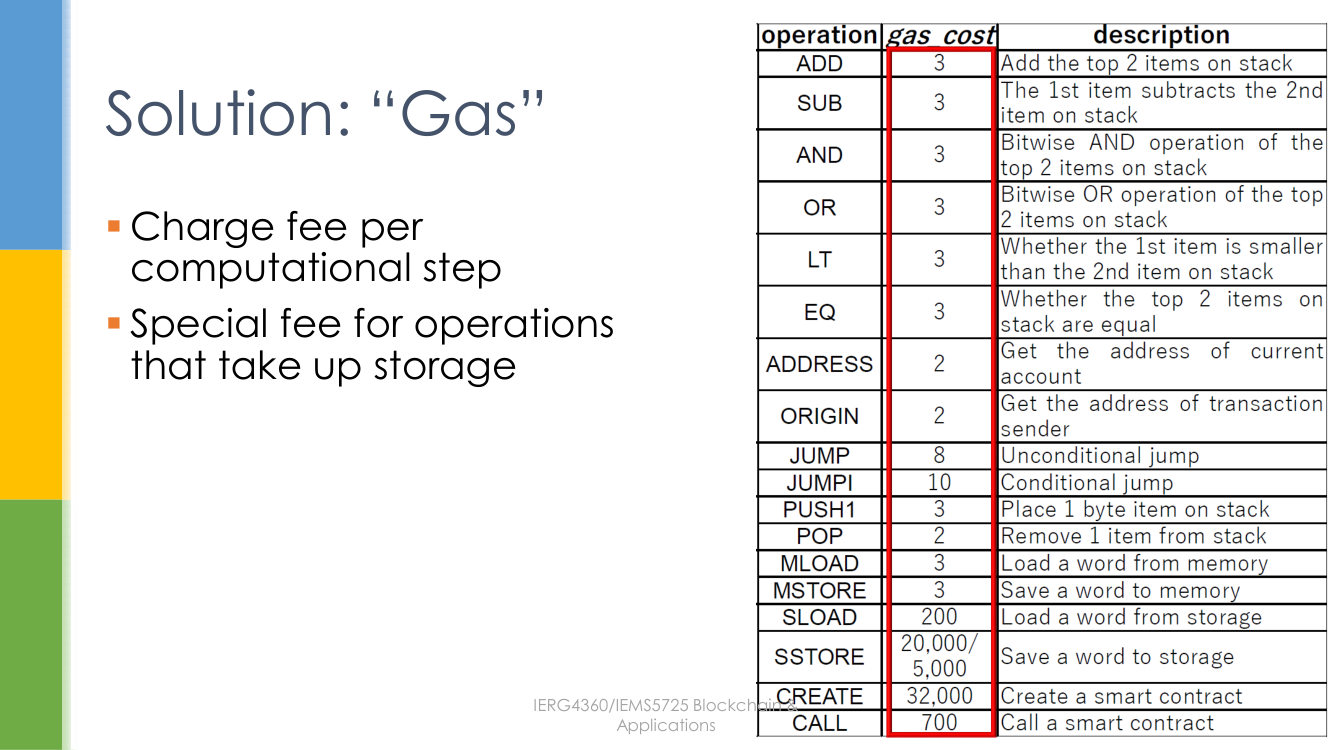 Solution: “Gas”
▪ Charge fee per
computational step
▪ Special fee for operations
that take up storage
operation gas_cost description
ADD 3 Add the top 2 items on stack
SUB 3 The 1st item subtracts the 2nd
item on stack
AND 3 Bitwise AND operation of the
top 2 items on stack
OR 3 Bitwise OR operation of the top
2 items on stack
LT 3 Whether the 1st item is smaller
than the 2nd item on stack
EQ 3 Whether the top 2 items on
stack are equal
ADDRESS 2 Get the address of current
account
ORIGIN 2 Get the address of transaction
sender
JUMP 8 Unconditional jump
JUMPI 10 Conditional jump
PUSH1 3 Place 1 byte item on stack
POP 2 Remove 1 item from stack
MLOAD 3 Load a word from memory
MSTORE 3 Save a word to memory
SLOAD 200 Load a word from storage
SSTORE 20,000/
5,000 Save a word to storage
CREATE 32,000 Create a smart contract
CALL 700 Call a smart contract
IERG4360/IEMS5725 Blockchain &
Applications